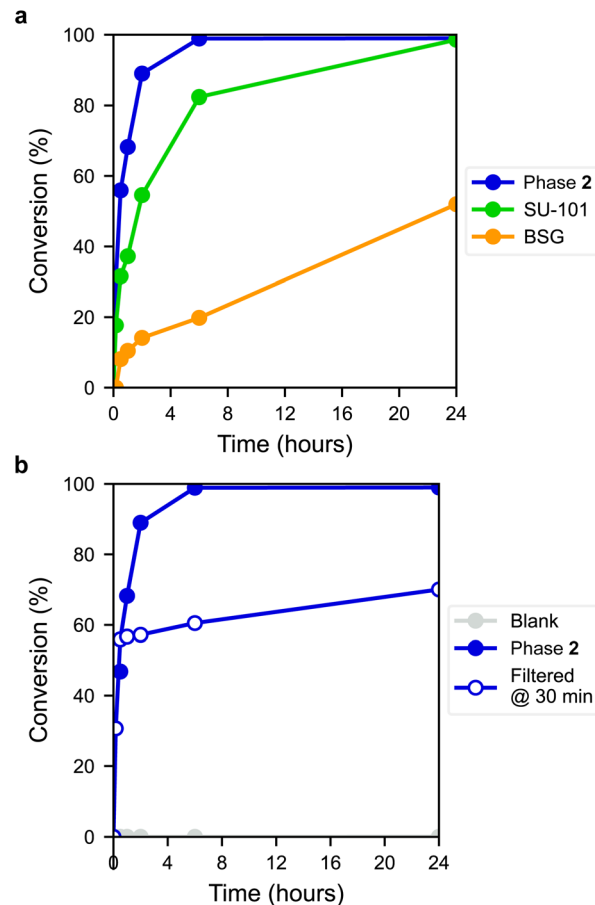 a
100
80
60
40
20
0
Conversion (%)
0 4 8 12 16 20 24
Time (hours)
Phase 2
SU-101
BSG
b
100
80
60
40
20
0
Conversion (%)
0 4 8 12 16 20 24
Time (hours)
Blank
Phase 2
Filtered
@ 30 min